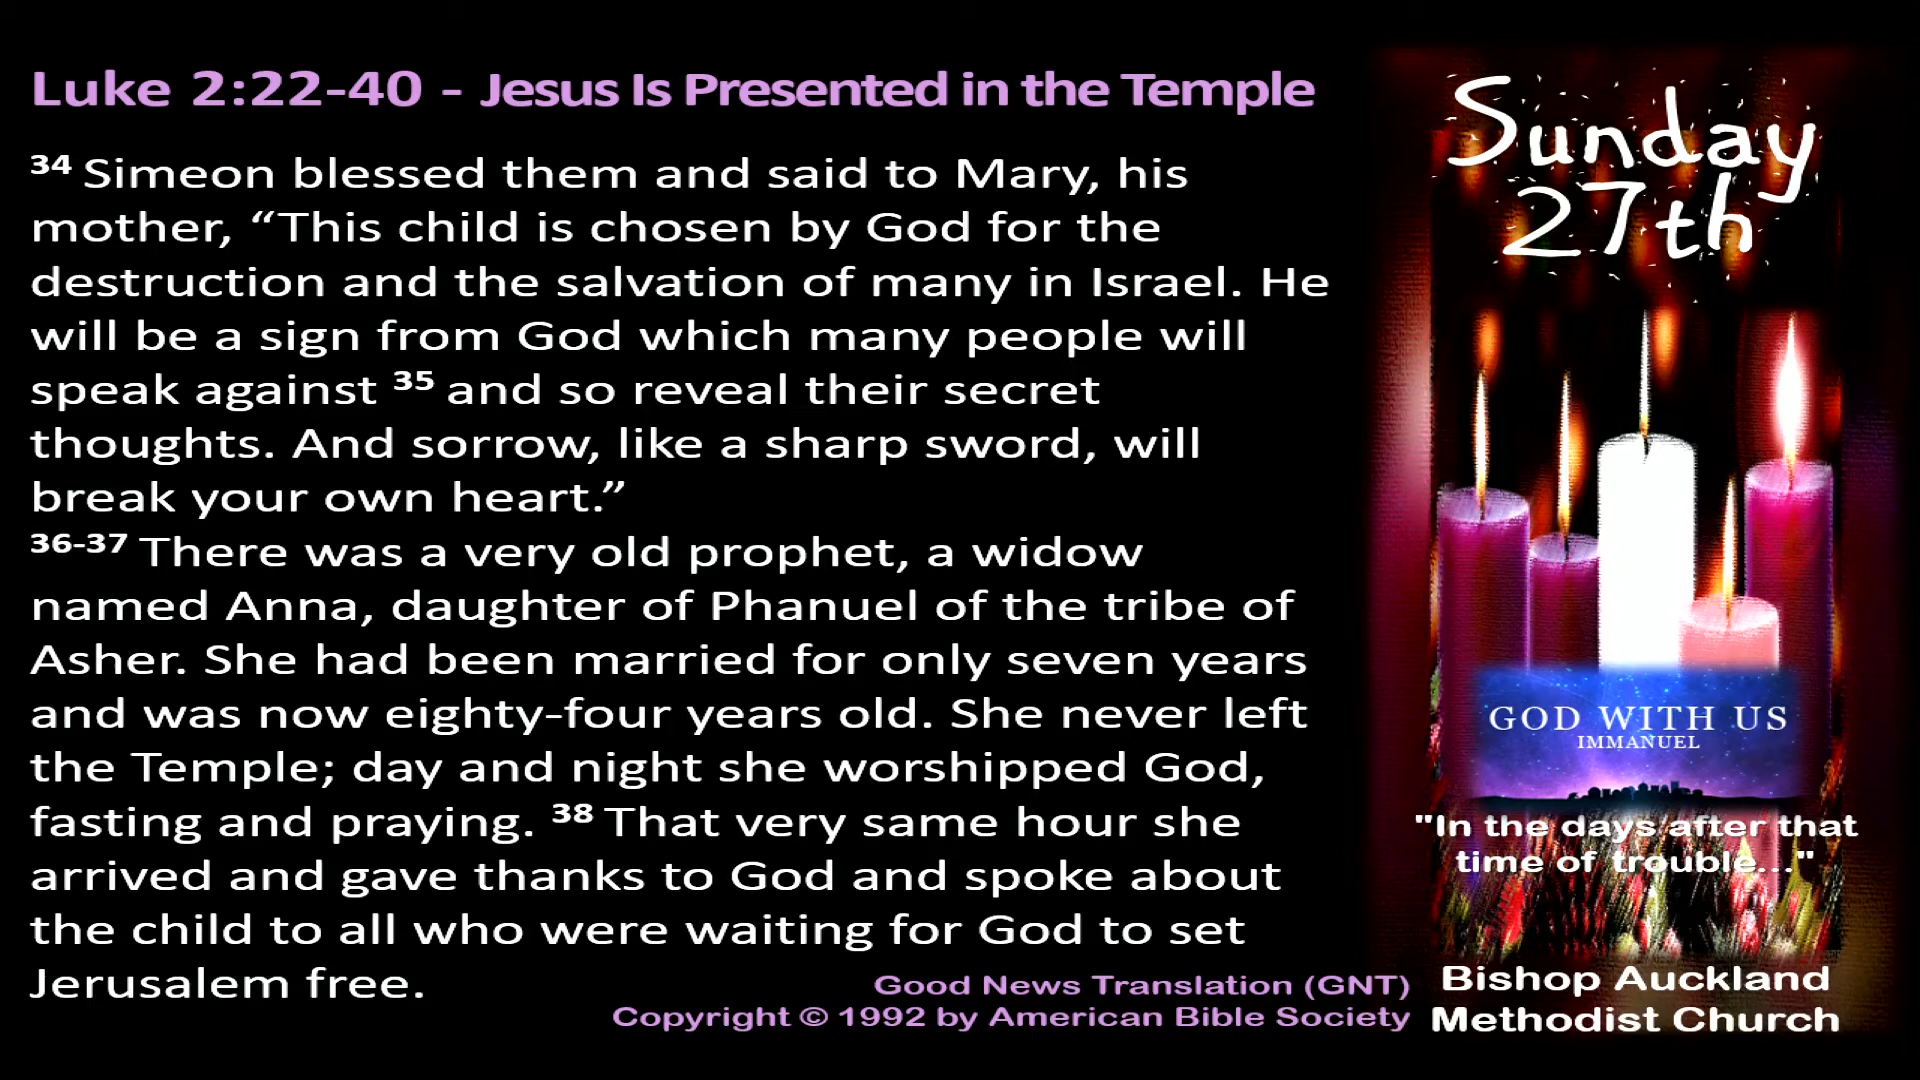 Luke 2:22-40 - Jesus Is Presented in the Temple
34 Simeon blessed them and said to Mary, his
mother, “This child is chosen by God for the
destruction and the salvation of many in Israel. He
will be a sign from God which many people will
speak against 35 and so reveal their secret
thoughts. And sorrow, like a sharp sword, will
break your own heart.”
36-37 There was a very old prophet, a widow
named Anna, daughter of Phanuel of the tribe of
Asher. She had been married for only seven years
and was now eighty-four years old. She never left
the Temple; day and night she worshipped God,
fasting and praying. 38 That very same hour she
arrived and gave thanks to God and spoke about
the child to all who were waiting for God to set
Jerusalem free.
Good News Translation (GNT)
Copyright © 1992 by American Bible Society
Sunday
27th
GOD WITH US
IMMANUEL
"In the days after that
time of trouble..."
Bishop Auckland
Methodist Church